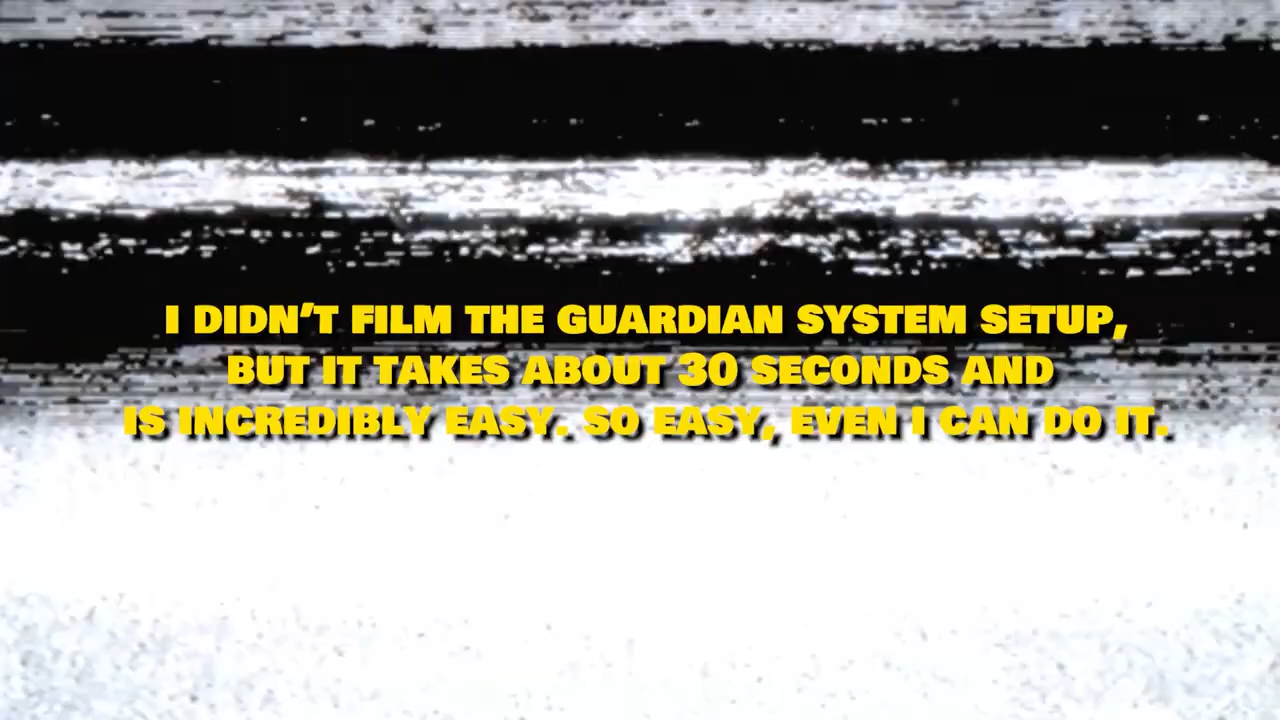 I DIDN'T FILM THE GUARDIAN SYSTEM SETUP,
BUT IT TAKES ABOUT 30 SECONDS AND
IS INCREDIBLY EASY. SO EASY, EVEN I CAN DO IT.